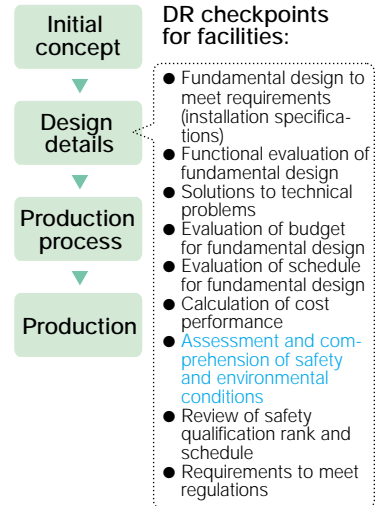 Initial
concept
Design
details
Production
process
Production
DR checkpoints
for facilities:
● Fundamental design to
meet requirements
(installation specifica-
tions)
● Functional evaluation of
fundamental design
● Solutions to technical
problems
● Evaluation of budget
for fundamental design
● Evaluation of schedule
for fundamental design
● Calculation of cost
performance
● Assessment and com-
prehension of safety
and environmental
conditions
● Review of safety
qualification rank and
schedule
● Requirements to meet
regulations